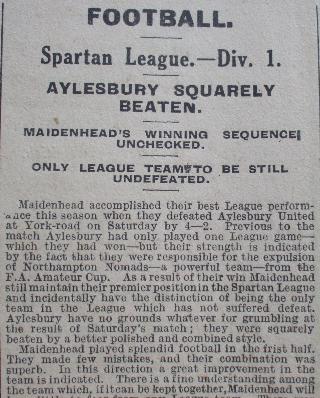 FOOTBALL.
Spartan League.—Div. 1.
AYLESBURY SQUARELY
BEATEN.
MAIDENHEAD'S WINNING SEQUENCE
UNCHECKED.
ONLY LEAGUE TEAM TO BE STILL
UNDEFEATED.
Maidenhead accomplished their best League perform-
ance this season when they defeated Aylesbury United
at York-road on Saturday by 4—2. Previous to the
match Aylesbury had only played one League game—
which they had won—but their strength is indicated
by the fact that they were responsible for the expulsion
of Northampton Nomads—a powerful team—from the
F.A. Amateur Cup. As a result of their win Maidenhead
still maintain their premier position in the Spartan League
and incidentally have the distinction of being the only
team in the League which has not suffered defeat.
Aylesbury have no grounds whatever for grumbling at
the result of Saturday's match; they were squarely
beaten by a better polished and combined style.
Maidenhead played splendid football in the frist half.
They made few mistakes, and their combination was
superb. In this direction a great improvement in the
team is indicated. There is a fine understanding among
the team which, if it can be kept together, Maidenhead will